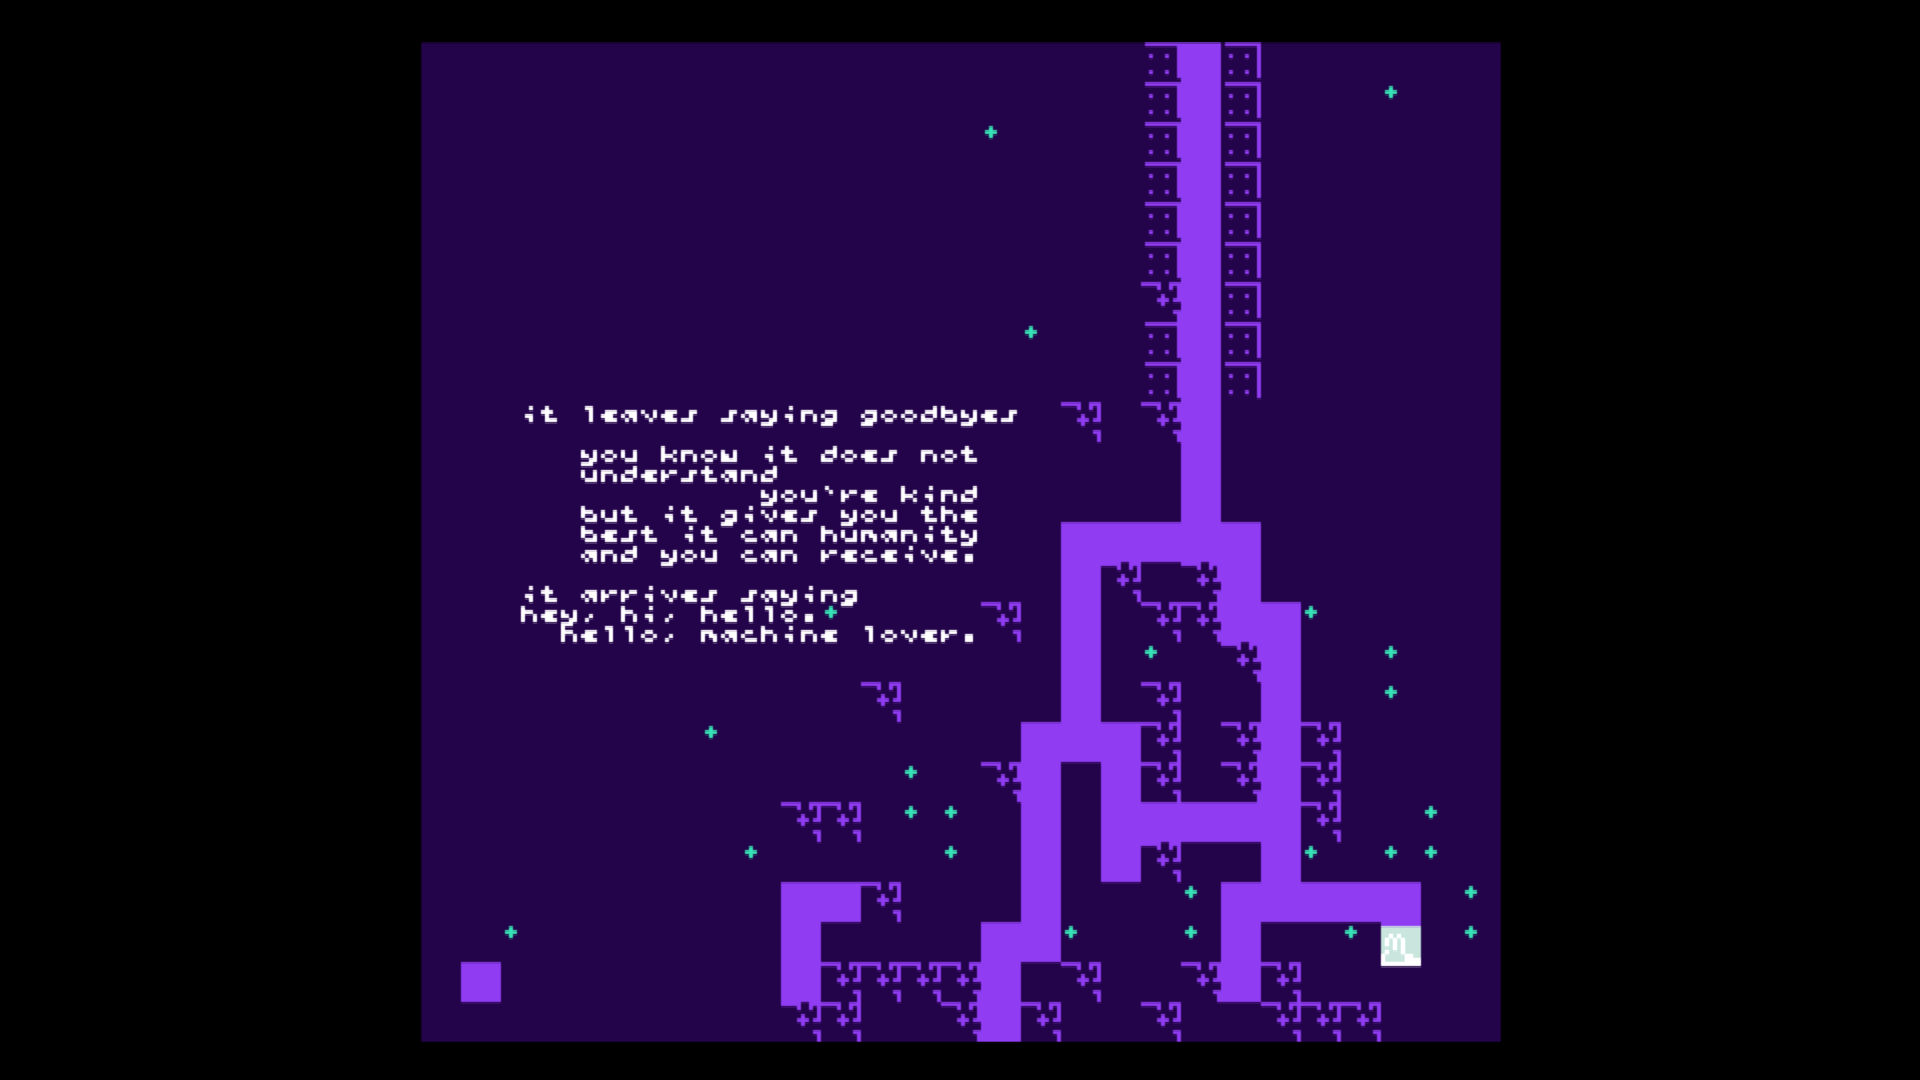 it leaves saying goodbyes
you know it does not
understand
you're kind
but it gives you the
best it can humanity
and you can receive.
it arrives saying
hey, hi, hello.
hello, machine lover.